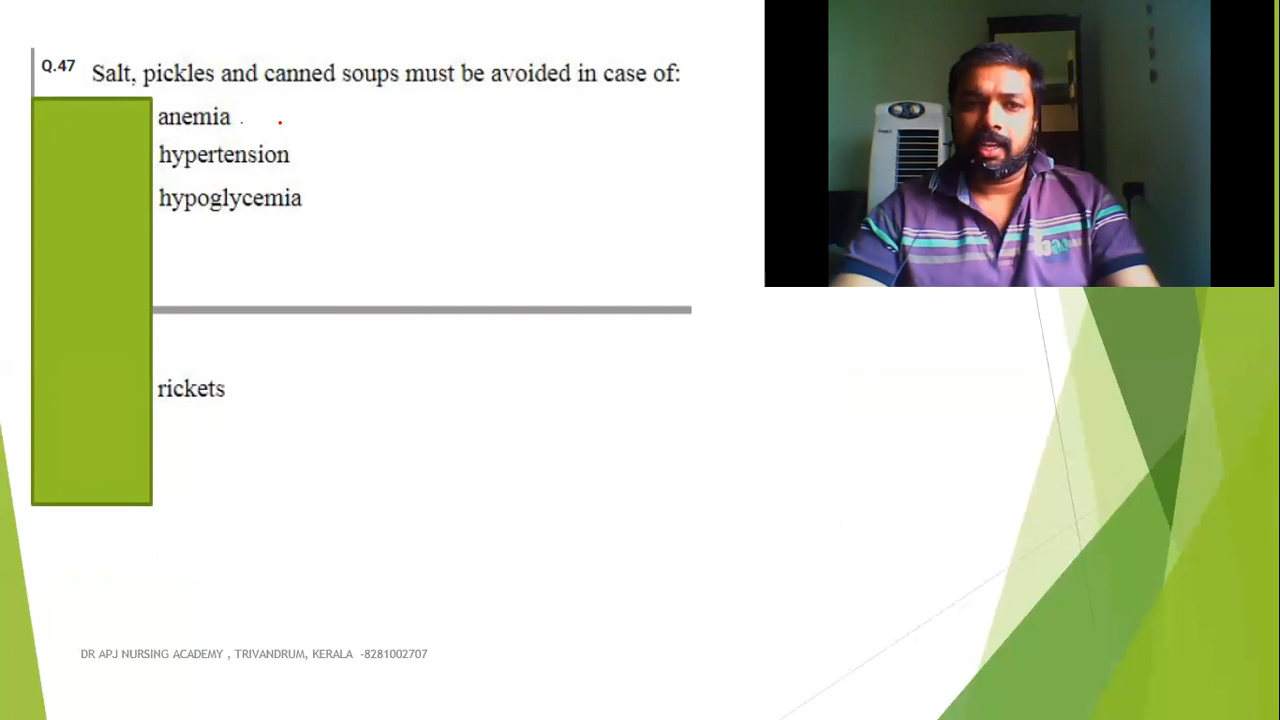 Q.47 Salt, pickles and canned soups must be avoided in case of:
anemia
hypertension
hypoglycemia
rickets
DR APJ NURSING ACADEMY , TRIVANDRUM, KERALA -8281002707